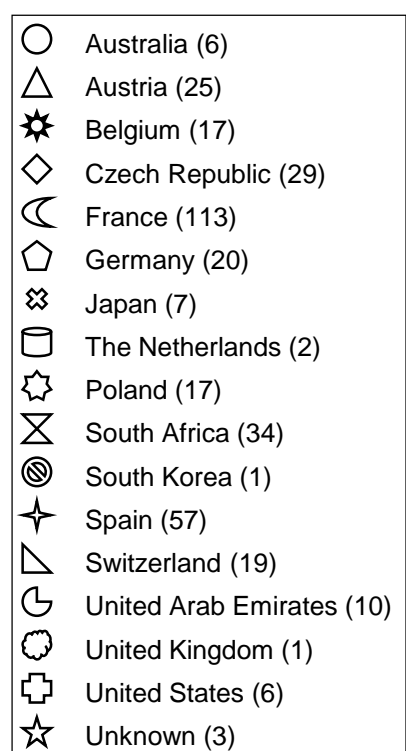 Australia (6)
Austria (25)
Belgium (17)
Czech Republic (29)
France (113)
Germany (20)
Japan (7)
The Netherlands (2)
Poland (17)
South Africa (34)
South Korea (1)
Spain (57)
Switzerland (19)
United Arab Emirates (10)
United Kingdom (1)
United States (6)
Unknown (3)